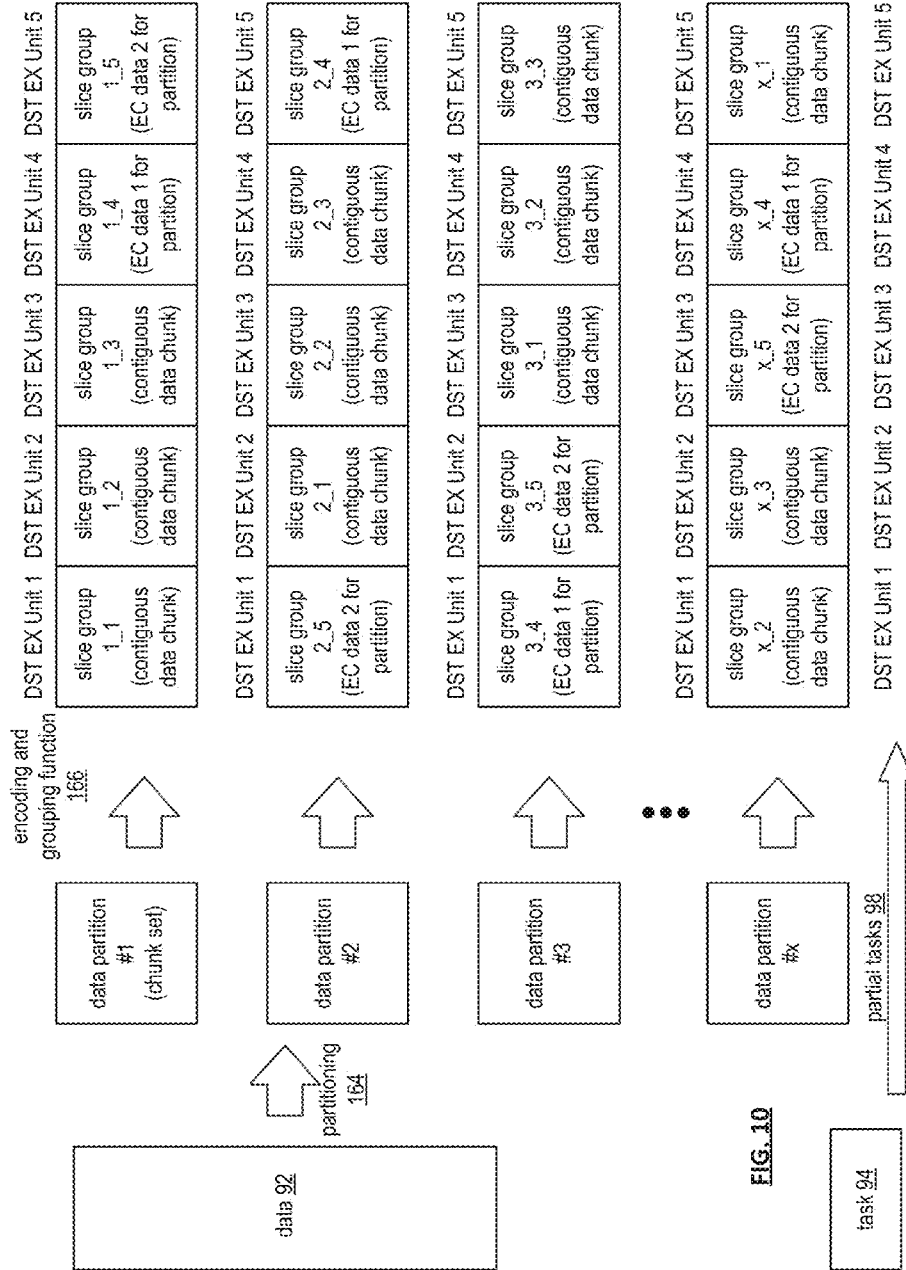 data 92
partitioning
164
data partition
#1
(chunk set)
data partition
#2
data partition
#3
data partition
#x
encoding and
grouping function
166
DST EX Unit 1 DST EX Unit 2 DST EX Unit 3 DST EX Unit 4 DST EX Unit 5
slice group
1_1
(contiguous
data chunk)
slice group
1_2
(contiguous
data chunk)
slice group
1_3
(contiguous
data chunk)
slice group
1_4
(EC data 1 for
partition)
slice group
1_5
(EC data 2 for
partition)
DST EX Unit 1 DST EX Unit 2 DST EX Unit 3 DST EX Unit 4 DST EX Unit 5
slice group
2_5
(EC data 2 for
partition)
slice group
2_1
(contiguous
data chunk)
slice group
2_2
(contiguous
data chunk)
slice group
2_3
(contiguous
data chunk)
slice group
2_4
(EC data 1 for
partition)
DST EX Unit 1 DST EX Unit 2 DST EX Unit 3 DST EX Unit 4 DST EX Unit 5
slice group
3_4
(EC data 1 for
partition)
slice group
3_5
(EC data 2 for
partition)
slice group
3_1
(contiguous
data chunk)
slice group
3_2
(contiguous
data chunk)
slice group
3_3
(contiguous
data chunk)
DST EX Unit 1 DST EX Unit 2 DST EX Unit 3 DST EX Unit 4 DST EX Unit 5
slice group
x_2
(contiguous
data chunk)
slice group
x_3
(contiguous
data chunk)
slice group
x_5
(EC data 2 for
partition)
slice group
x_4
(EC data 1 for
partition)
slice group
x_1
(contiguous
data chunk)
FIG. 10
task 94
partial tasks 98
DST EX Unit 1 DST EX Unit 2 DST EX Unit 3 DST EX Unit 4 DST EX Unit 5